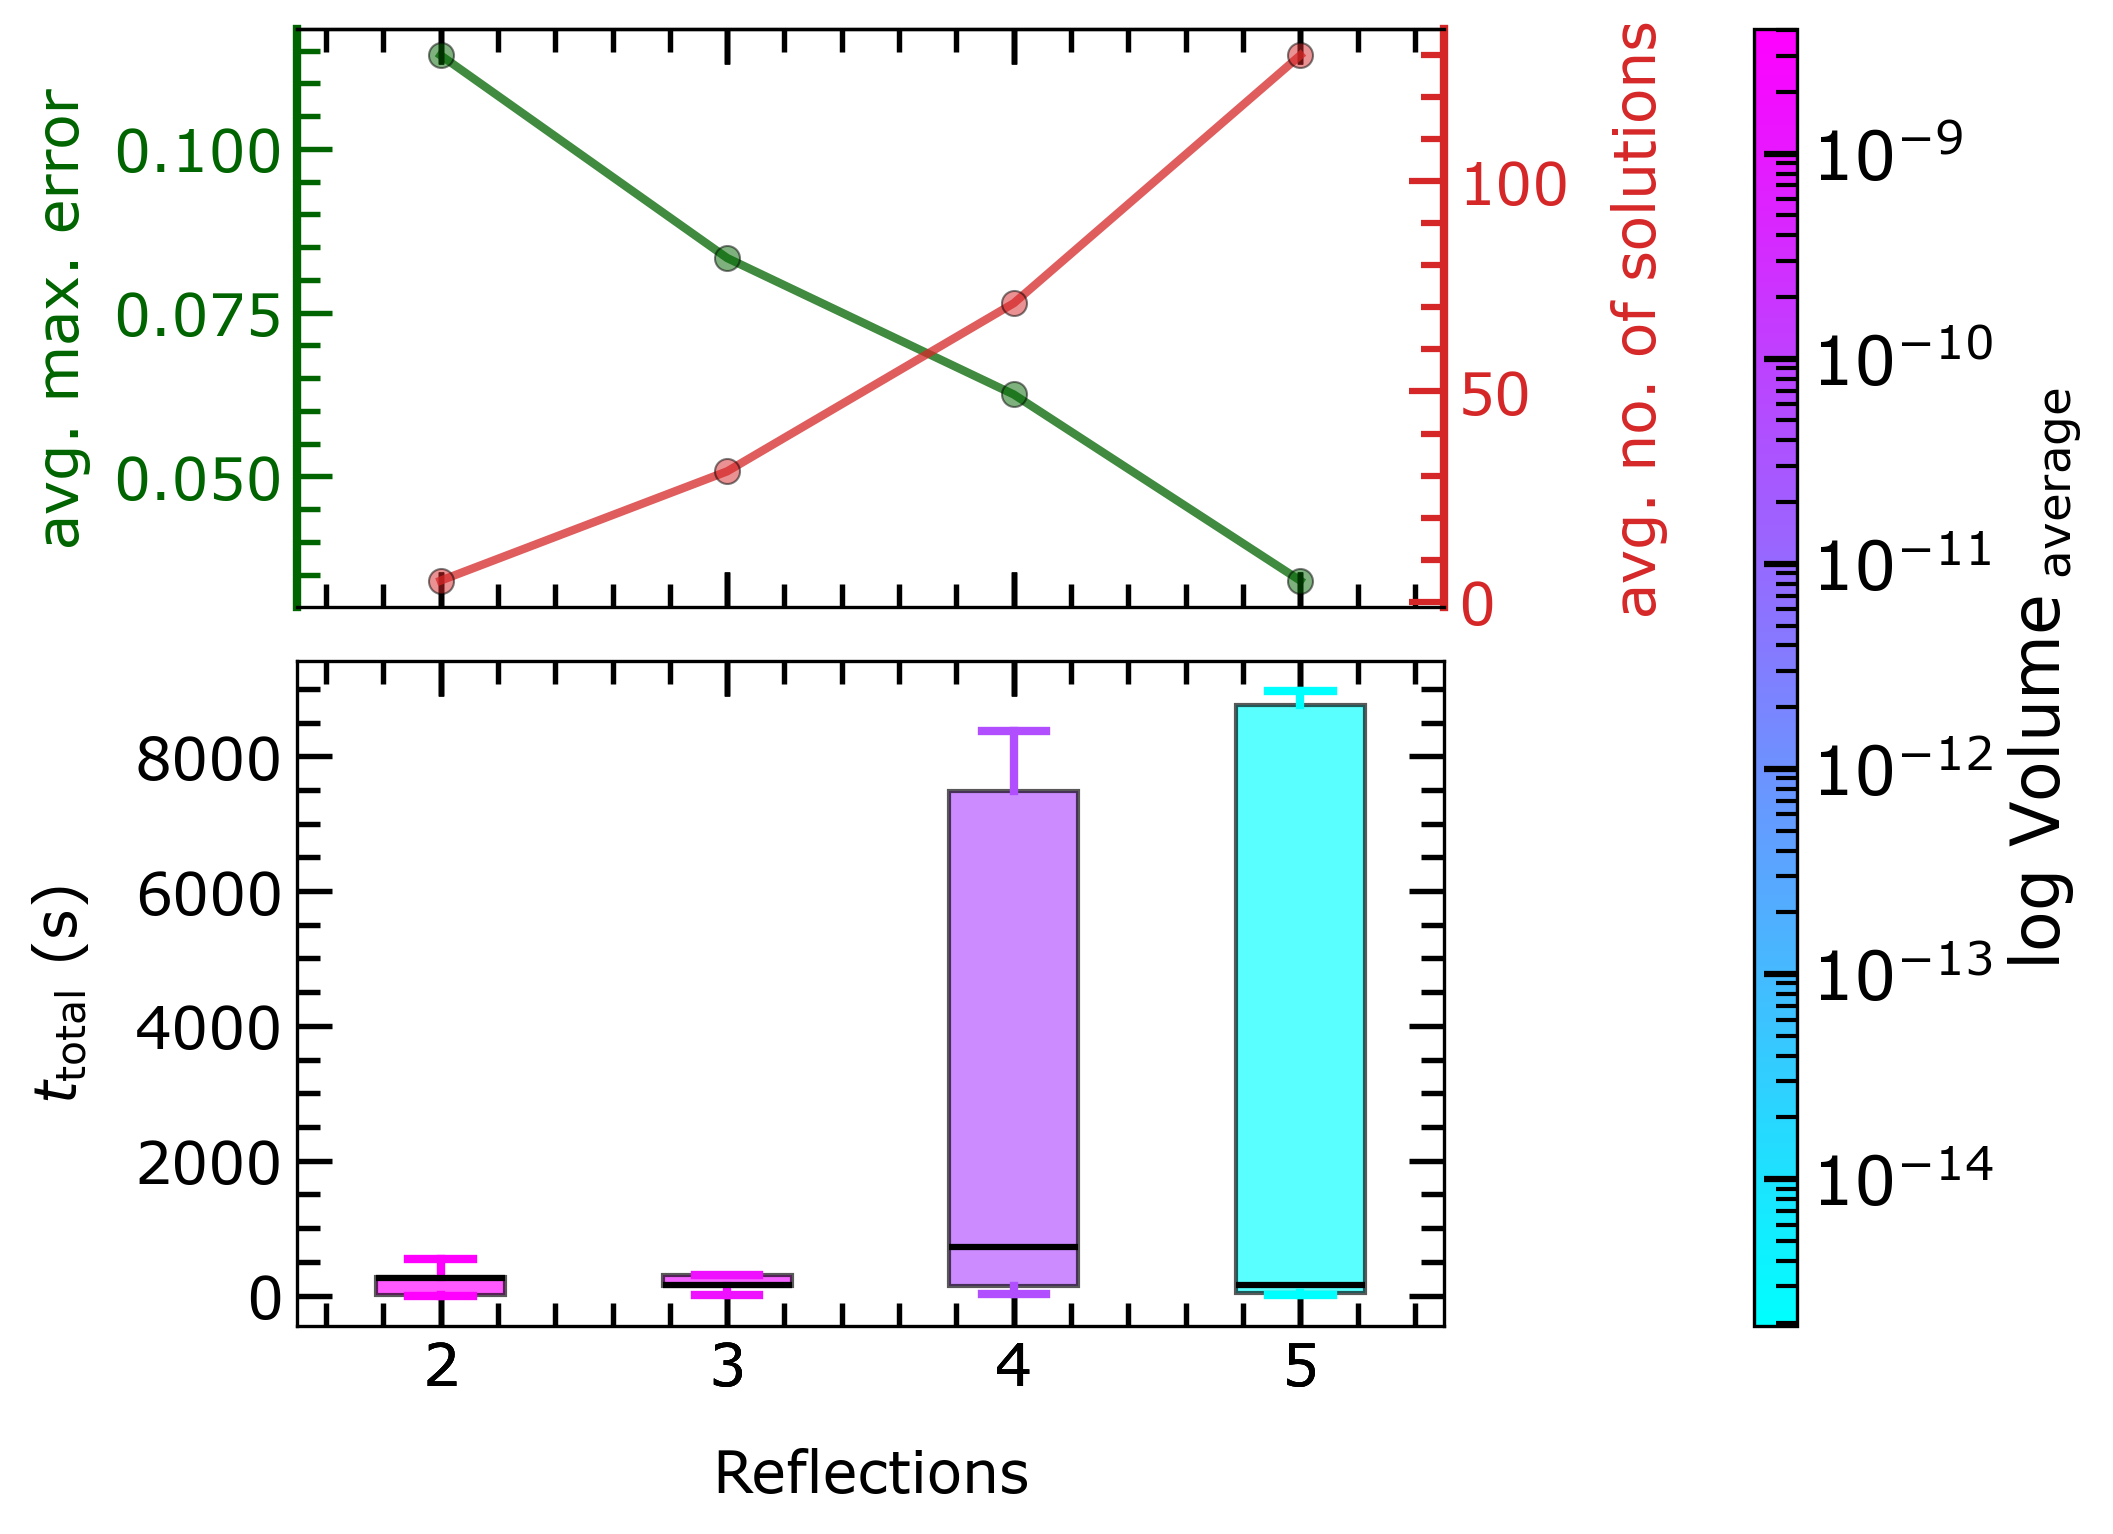 avg. max. error
0.100
0.075
0.050
100
50
0
avg. no. of solutions
t_total (s)
8000
6000
4000
2000
0
2 3 4 5
Reflections
10⁻⁹
10⁻¹⁰
10⁻¹¹
10⁻¹²
10⁻¹³
10⁻¹⁴
log Volume average